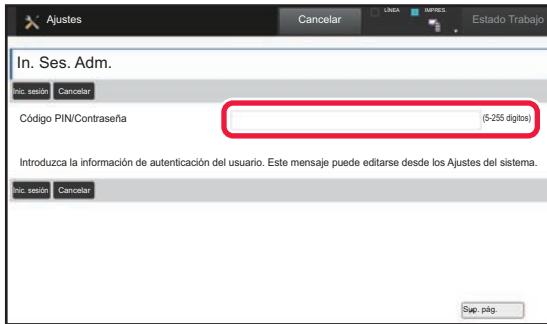 Ajustes
Cancelar
LÍNEA
IMPRES.
Estado Trabajo
In. Ses. Adm.
Inic. sesión
Cancelar
Código PIN/Contraseña
(5-255 dígitos)
Introduzca la información de autenticación del usuario. Este mensaje puede editarse desde los Ajustes del sistema.
Inic. sesión
Cancelar
Sup. pág.